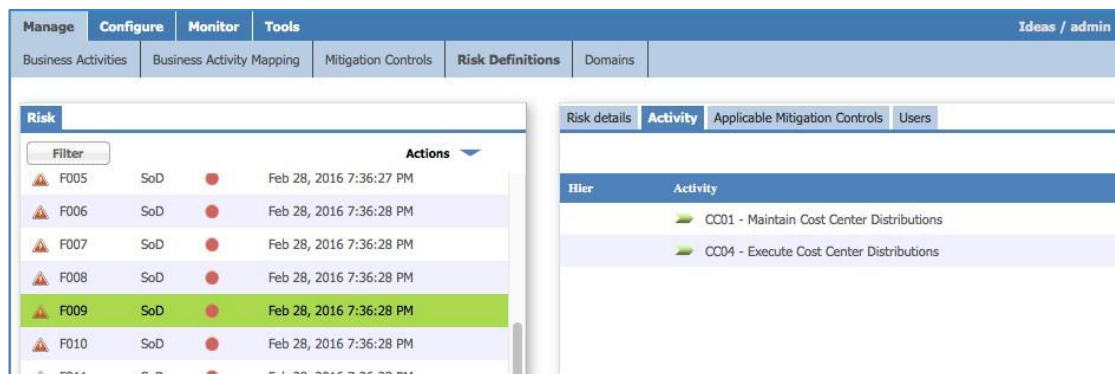 Manage Configure Monitor Tools Ideas / admin
Business Activities Business Activity Mapping Mitigation Controls Risk Definitions Domains
Risk
Filter Actions
F005 SoD Feb 28, 2016 7:36:27 PM
F006 SoD Feb 28, 2016 7:36:28 PM
F007 SoD Feb 28, 2016 7:36:28 PM
F008 SoD Feb 28, 2016 7:36:28 PM
F009 SoD Feb 28, 2016 7:36:28 PM
F010 SoD Feb 28, 2016 7:36:28 PM
Risk details Activity Applicable Mitigation Controls Users
Hier Activity
CC01 - Maintain Cost Center Distributions
CC04 - Execute Cost Center Distributions